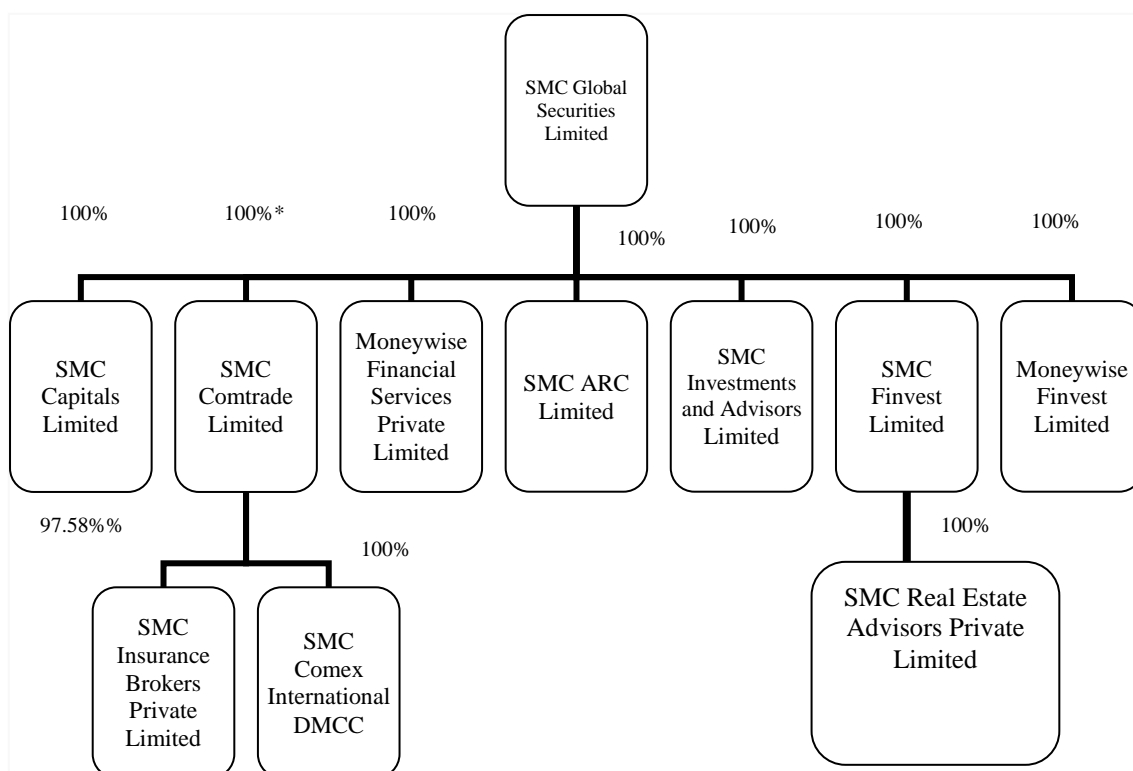 SMC Global
Securities
Limited
100%
100%*
100%
100%
100%
100%
100%
SMC
Capitals
Limited
SMC
Comtrade
Limited
Moneywise
Financial
Services
Private
Limited
SMC ARC
Limited
SMC
Investments
and Advisors
Limited
SMC
Finvest
Limited
Moneywise
Finvest
Limited
97.58%%
100%
100%
SMC
Insurance
Brokers
Private
Limited
SMC
Comex
International
DMCC
SMC Real Estate
Advisors Private
Limited